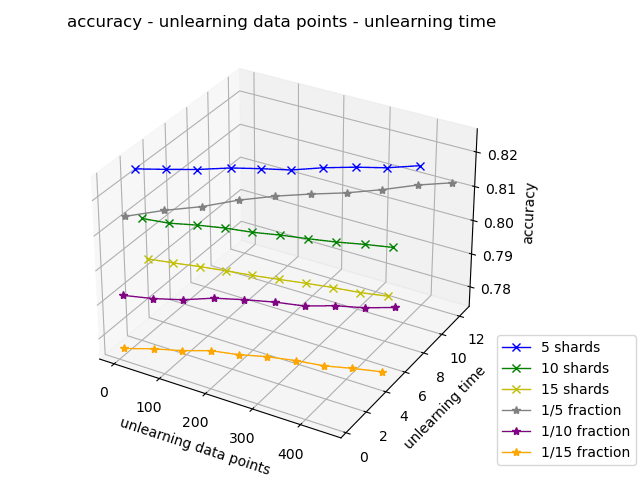 accuracy - unlearning data points - unlearning time
0.82
0.81
0.80
0.79
0.78
accuracy
0
100
200
300
400
unlearning data points
0
2
4
6
8
10
12
unlearning time
5 shards
10 shards
15 shards
1/5 fraction
1/10 fraction
1/15 fraction